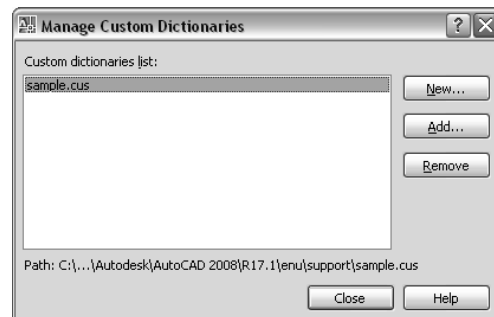 Manage Custom Dictionaries
Custom dictionaries list:
sample.cus
New...
Add...
Remove
Path: C:\...\Autodesk\AutoCAD 2008\R17.1\enu\support\sample.cus
Close
Help